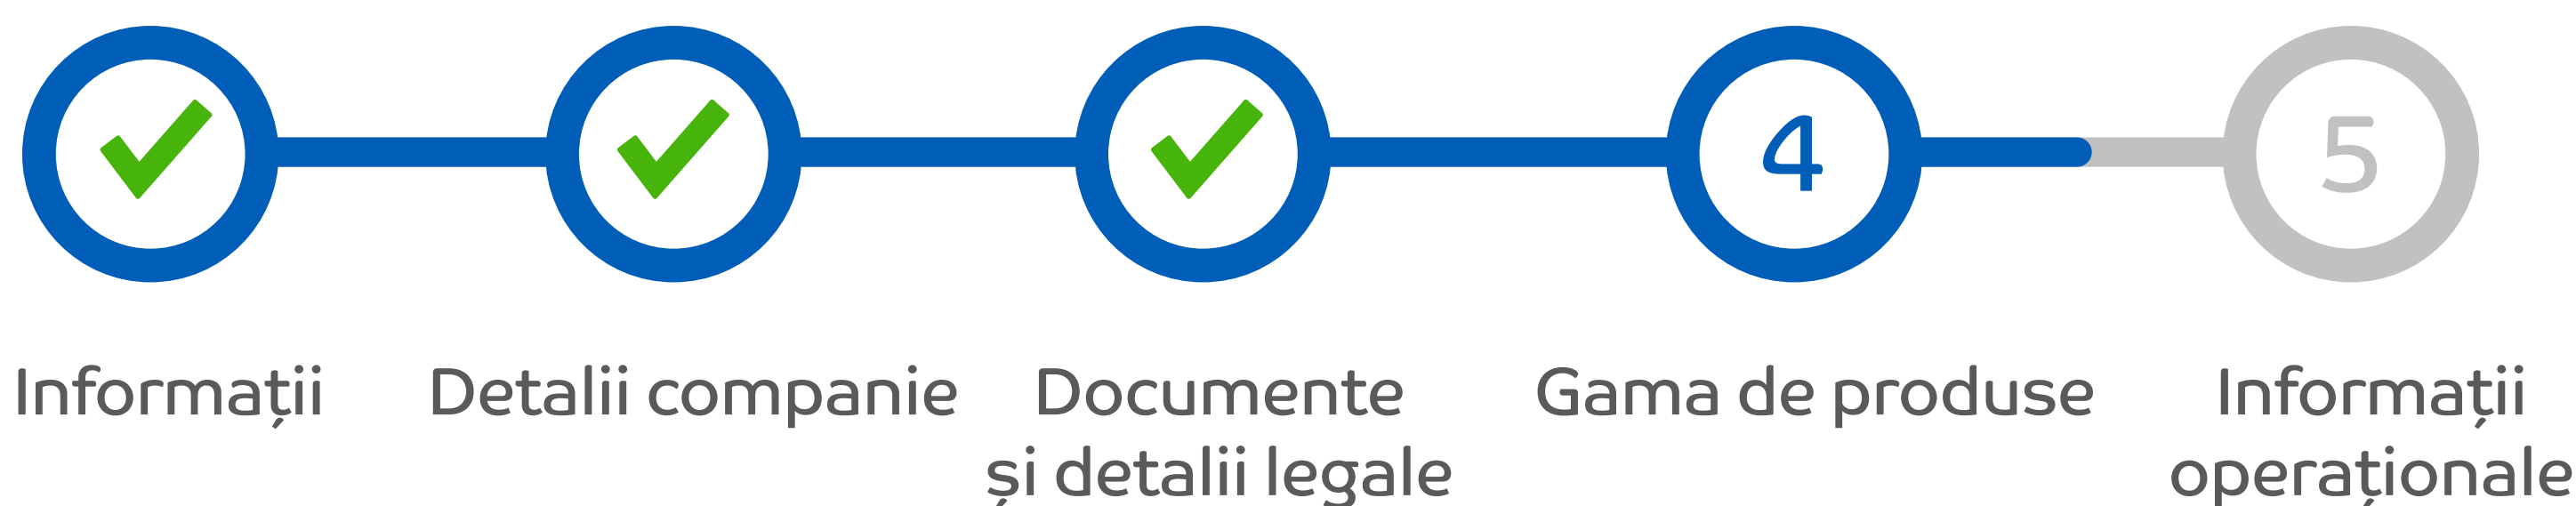 4
5
Informații
Detalii companie
Documente
și detalii legale
Gama de produse
Informații
operaționale